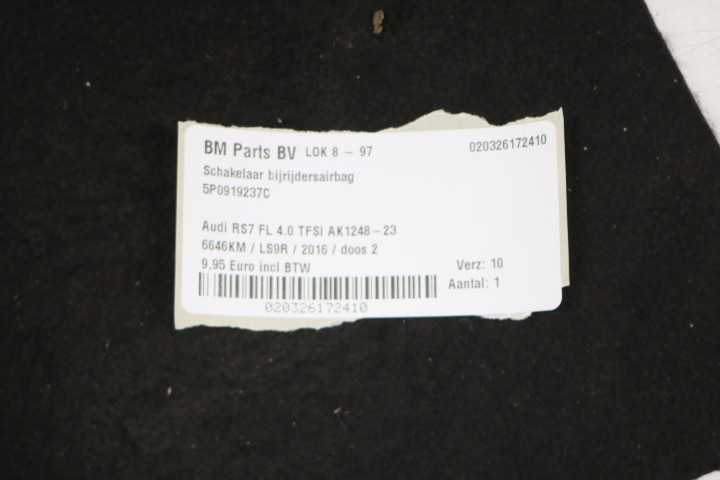 BM Parts BV LOK 8 - 97 020326172410
Schakelaar bijrijdersairbag
5P0919237C
Audi RS7 FL 4.0 TFSI AK1248-23
6646KM / LS9R / 2016 / doos 2
9,95 Euro incl BTW Verz: 10
Aantal: 1
020326172410